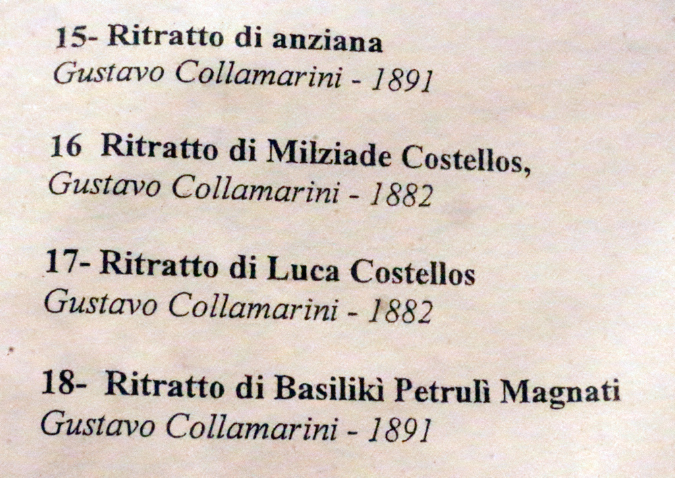 15- Ritratto di anziana
Gustavo Collamarini - 1891
16 Ritratto di Milziade Costellos,
Gustavo Collamarini - 1882
17- Ritratto di Luca Costellos
Gustavo Collamarini - 1882
18- Ritratto di Basilikì Petrulì Magnati
Gustavo Collamarini - 1891